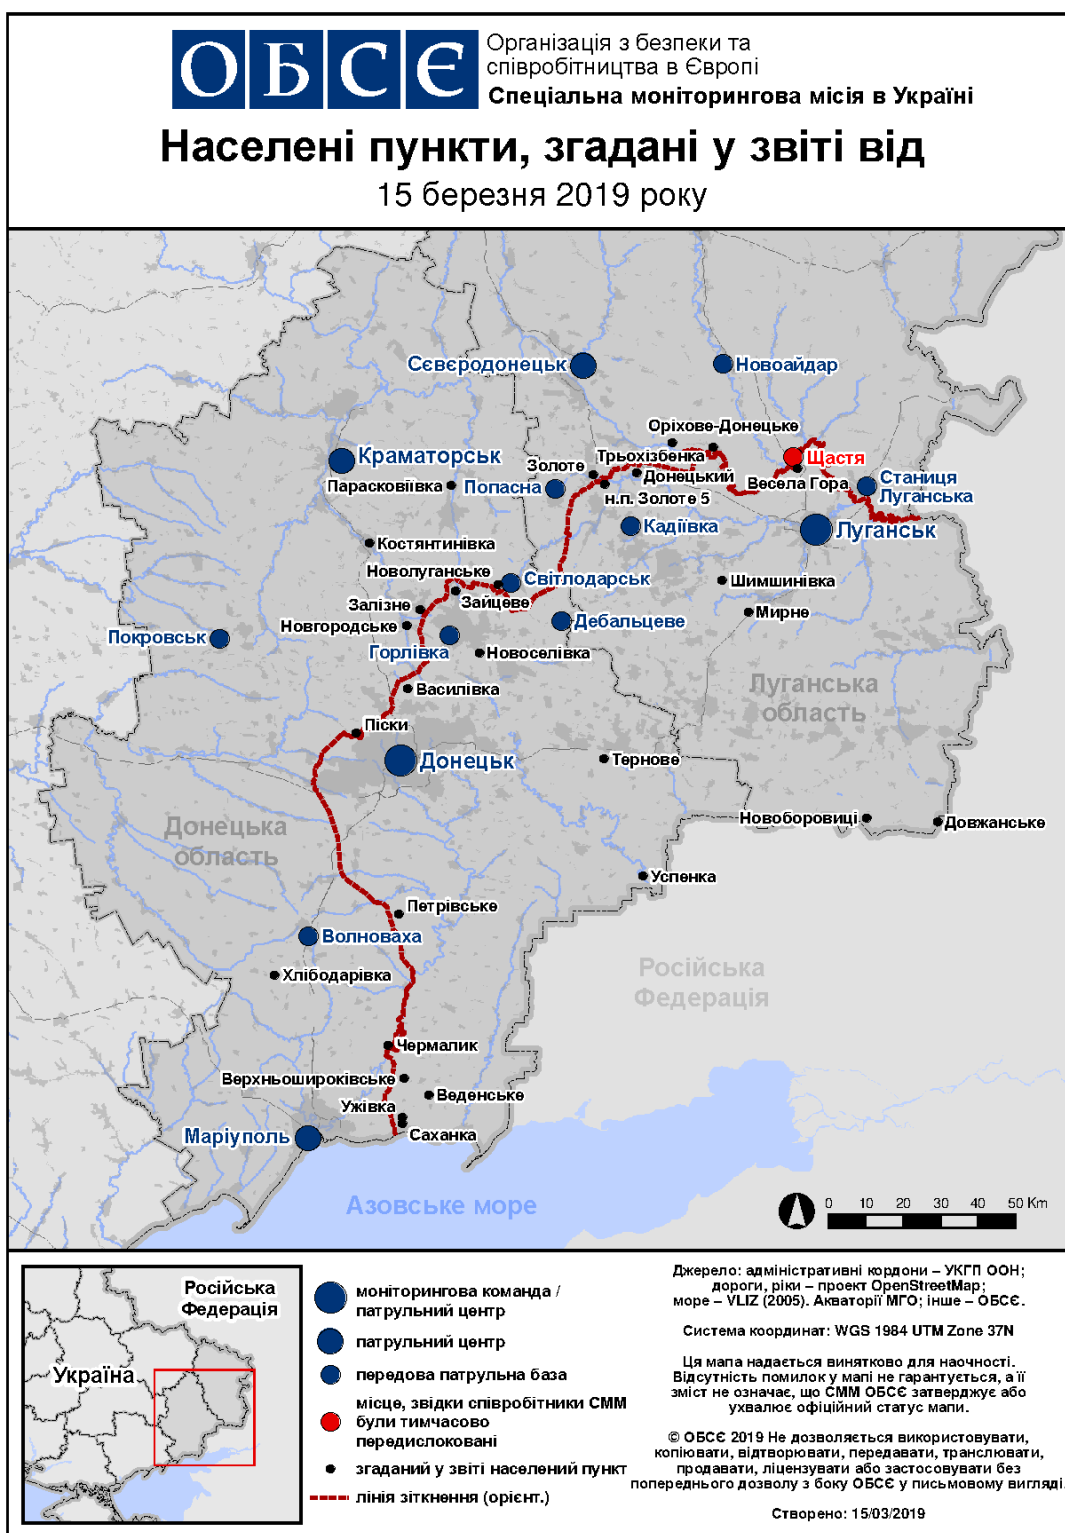 ОБСЄ
Організація з безпеки та
співробітництва в Європі
Спеціальна моніторингова місія в Україні
Населені пункти, згадані у звіті від
15 березня 2019 року
Сєвєродонецьк
Новоайдар
Оріхове-Донецьке
Краматорськ
Трьохізбенка
Щастя
Золоте
Донецький
Парасковіївка
Попасна
Весела Гора
Станиця
Луганська
н.п. Золоте 5
Кадіївка
Луганськ
Костянтинівка
Новолуганське
Світлодарськ
Шимшинівка
Зайцеве
Залізне
Мирне
Новгородське
Дебальцеве
Покровськ
Горлівка
Новоселівка
Василівка
Луганська
область
Піски
Донецьк
Тернове
Новоборовиці
Довжанське
Донецька
область
Успенка
Петрівське
Волноваха
Хлібодарівка
Російська
Федерація
Чермалик
Верхньошироківське
Веденське
Ужівка
Саханка
Маріуполь
Азовське море
0 10 20 30 40 50 Km
Російська
Федерація
Україна
моніторингова команда /
патрульний центр
патрульний центр
передова патрульна база
місце, звідки співробітники СММ
були тимчасово
передислоковані
згаданий у звіті населений пункт
лінія зіткнення (орієнт.)
Джерело: адміністративні кордони – УКГП ООН;
дороги, ріки – проект OpenStreetMap;
море – VLIZ (2005). Акваторії МГО; інше – ОБСЄ.
Система координат: WGS 1984 UTM Zone 37N
Ця мапа надається винятково для наочності.
Відсутність помилок у мапі не гарантується, а її
зміст не означає, що СММ ОБСЄ затверджує або
ухвалює офіційний статус мапи.
© ОБСЄ 2019 Не дозволяється використовувати,
копіювати, відтворювати, передавати, транслювати,
продавати, ліцензувати або застосовувати без
попереднього дозволу з боку ОБСЄ у письмовому вигляді.
Створено: 15/03/2019